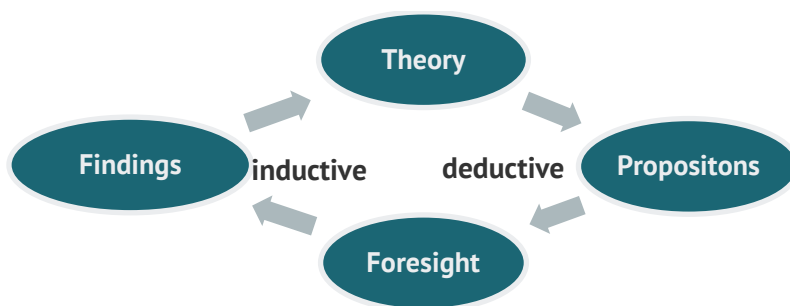 Theory
Findings
inductive
deductive
Propositons
Foresight